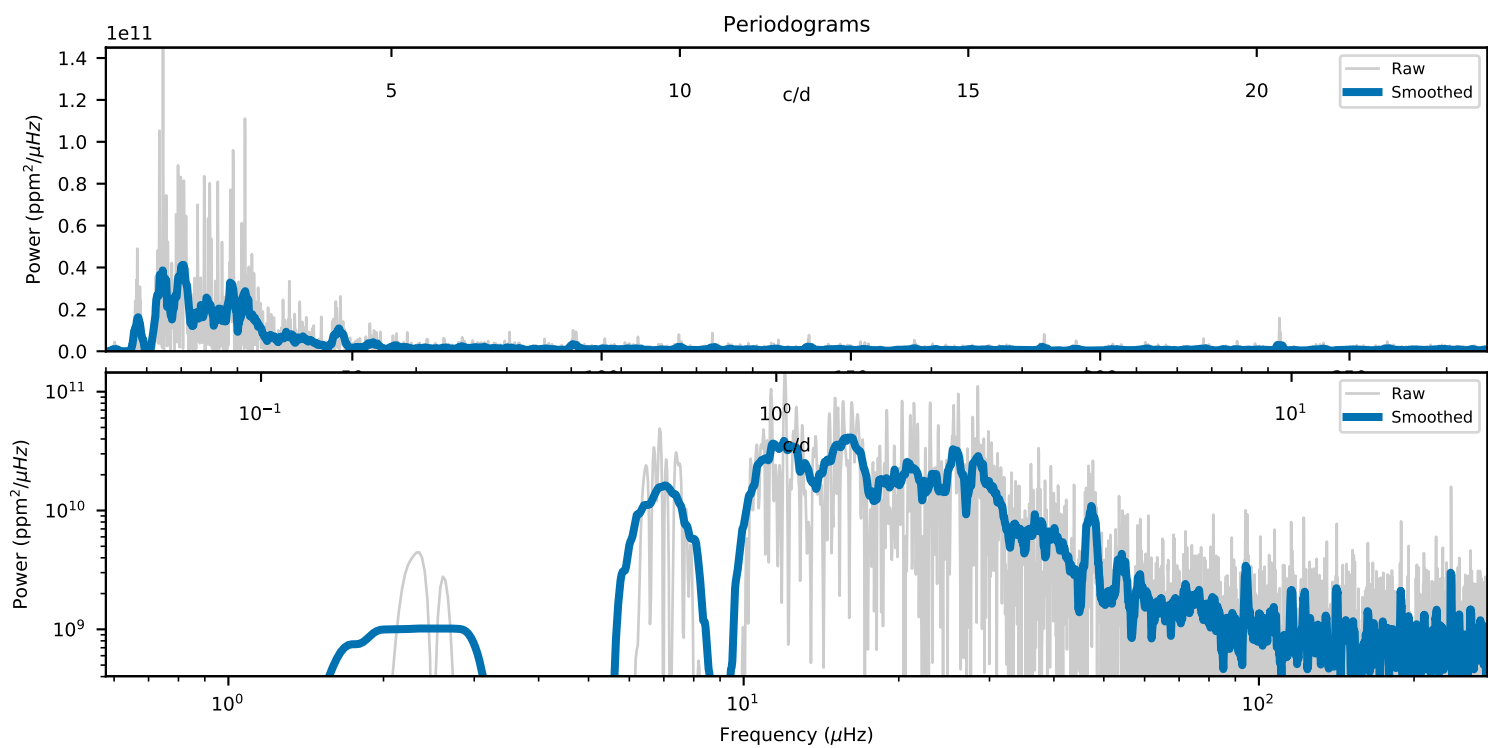 Periodograms
1e11
1.4
1.2
1.0
0.8
0.6
0.4
0.2
0.0
Power (ppm²/μHz)
5
10
15
20
c/d
Raw
Smoothed
10¹¹
10¹⁰
10⁹
Power (ppm²/μHz)
10⁻¹
10⁰
10¹
c/d
Raw
Smoothed
10⁰
10¹
10²
Frequency (μHz)